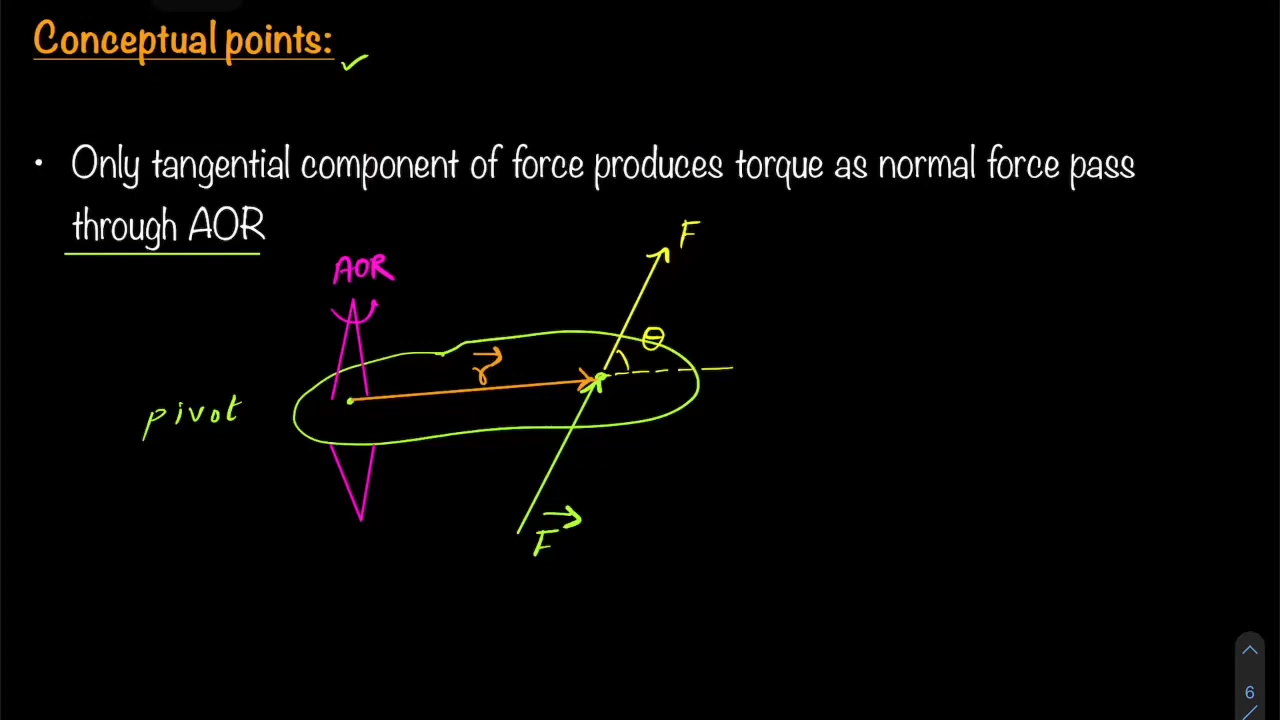 Conceptual points:
• Only tangential component of force produces torque as normal force pass
through AOR
F
AOR
θ
r⃗
pivot
F⃗
6